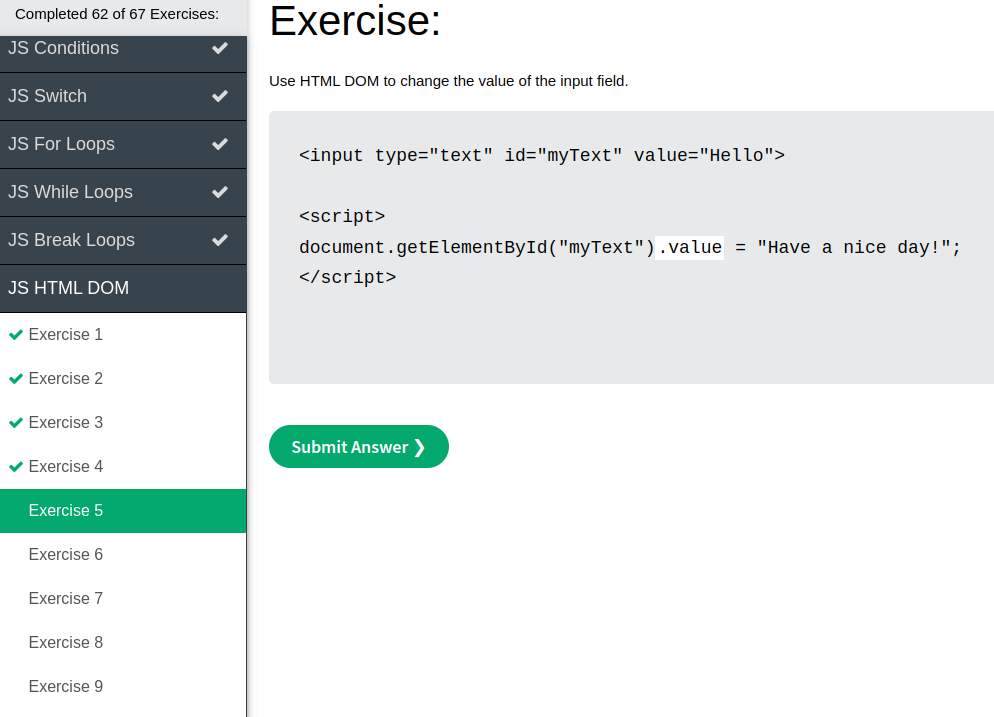 Completed 62 of 67 Exercises:
JS Conditions
JS Switch
JS For Loops
JS While Loops
JS Break Loops
JS HTML DOM
Exercise 1
Exercise 2
Exercise 3
Exercise 4
Exercise 5
Exercise 6
Exercise 7
Exercise 8
Exercise 9
Exercise:
Use HTML DOM to change the value of the input field.
<input type="text" id="myText" value="Hello">
<script>
document.getElementById("myText").value = "Have a nice day!";
</script>
Submit Answer ❯